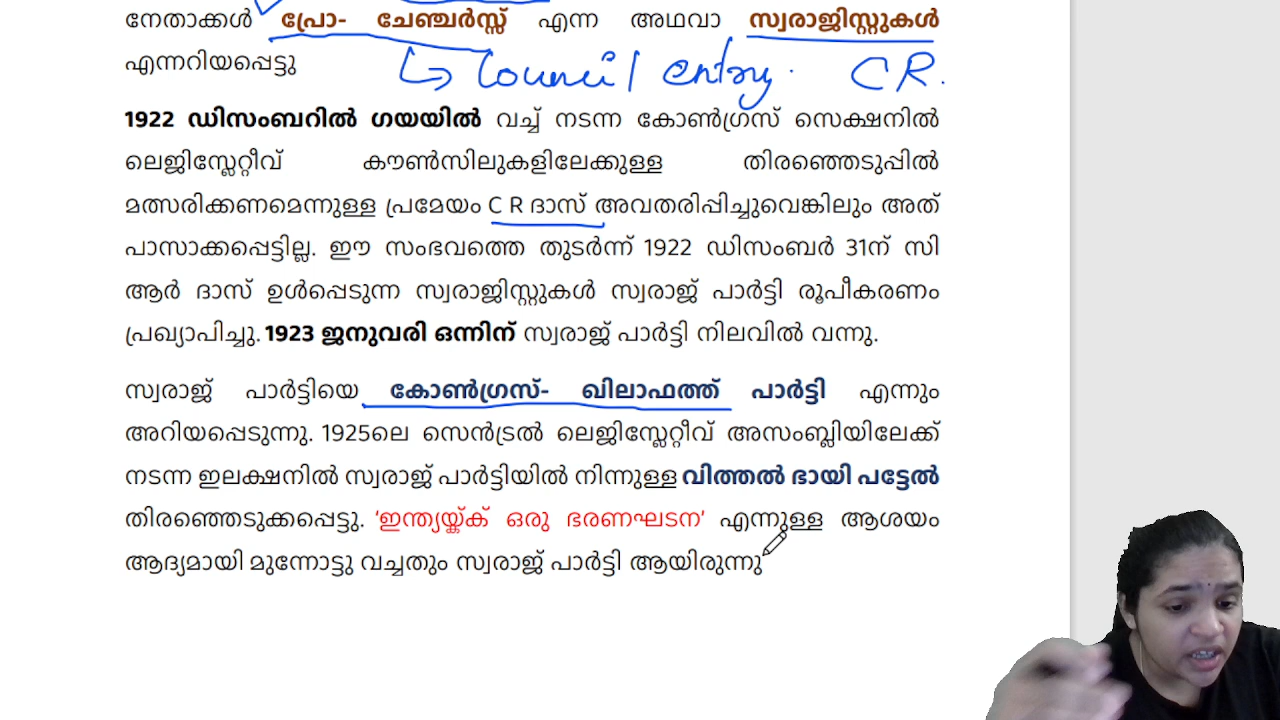 നേതാക്കൾ പ്രോ- ചേഞ്ചർസ്സ് എന്ന അഥവാ സ്വരാജിസ്റ്റുകൾ
എന്നറിയപ്പെട്ടു
Council entry. C R.
1922 ഡിസംബറിൽ ഗയയിൽ വച്ച് നടന്ന കോൺഗ്രസ് സെക്ഷനിൽ
ലെജിസ്ലേറ്റീവ് കൗൺസിലുകളിലേക്കുള്ള തിരഞ്ഞെടുപ്പിൽ
മത്സരിക്കണമെന്നുള്ള പ്രമേയം C R ദാസ് അവതരിപ്പിച്ചുവെങ്കിലും അത്
പാസാക്കപ്പെട്ടില്ല. ഈ സംഭവത്തെ തുടർന്ന് 1922 ഡിസംബർ 31ന് സി
ആർ ദാസ് ഉൾപ്പെടുന്ന സ്വരാജിസ്റ്റുകൾ സ്വരാജ് പാർട്ടി രൂപീകരണം
പ്രഖ്യാപിച്ചു. 1923 ജനുവരി ഒന്നിന് സ്വരാജ് പാർട്ടി നിലവിൽ വന്നു.
സ്വരാജ് പാർട്ടിയെ കോൺഗ്രസ്- ഖിലാഫത്ത് പാർട്ടി എന്നും
അറിയപ്പെടുന്നു. 1925ലെ സെൻട്രൽ ലെജിസ്ലേറ്റീവ് അസംബ്ലിയിലേക്ക്
നടന്ന ഇലക്ഷനിൽ സ്വരാജ് പാർട്ടിയിൽ നിന്നുള്ള വിത്തൽ ഭായി പട്ടേൽ
തിരഞ്ഞെടുക്കപ്പെട്ടു. 'ഇന്ത്യയ്ക്ക് ഒരു ഭരണഘടന' എന്നുള്ള ആശയം
ആദ്യമായി മുന്നോട്ടു വച്ചതും സ്വരാജ് പാർട്ടി ആയിരുന്നു